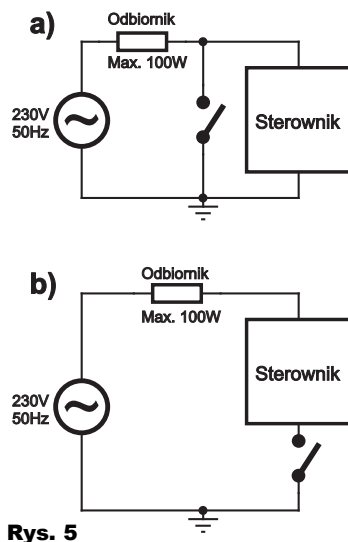 a)
Odbiornik
Max. 100W
230V
50Hz
Sterownik
b)
Odbiornik
Max. 100W
230V
50Hz
Sterownik
Rys. 5